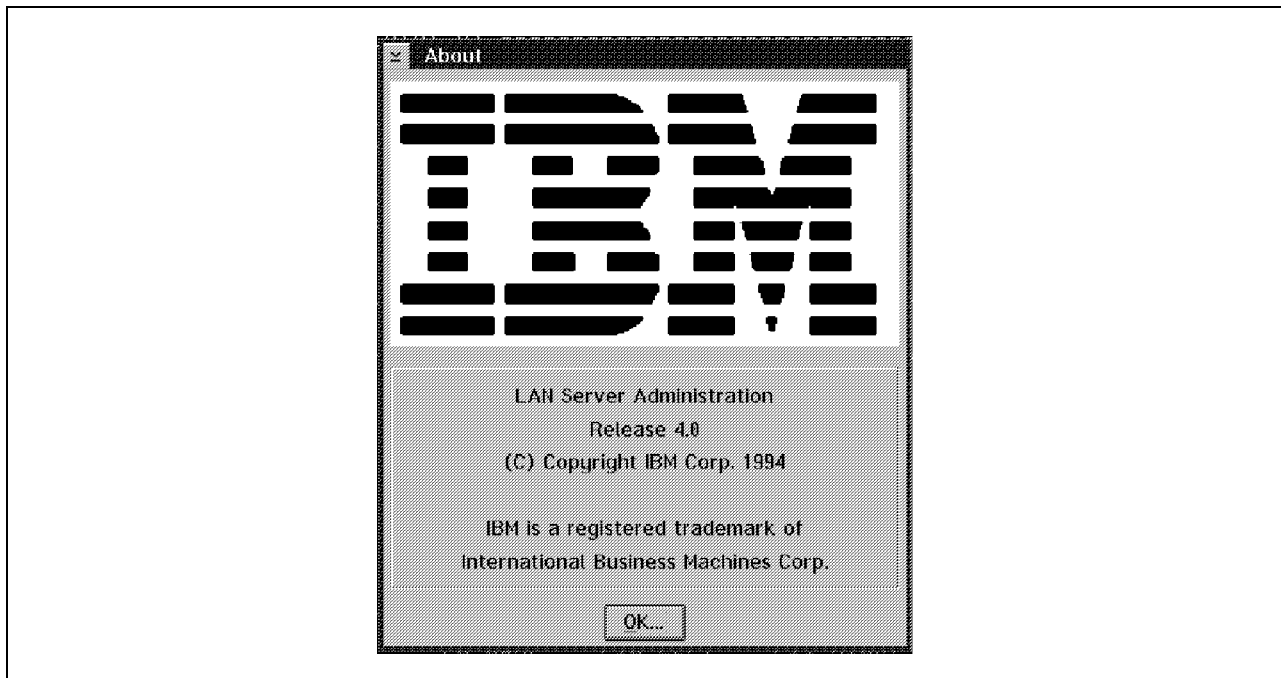 About
IBM
LAN Server Administration
Release 4.0
(C) Copyright IBM Corp. 1994
IBM is a registered trademark of
International Business Machines Corp.
OK...